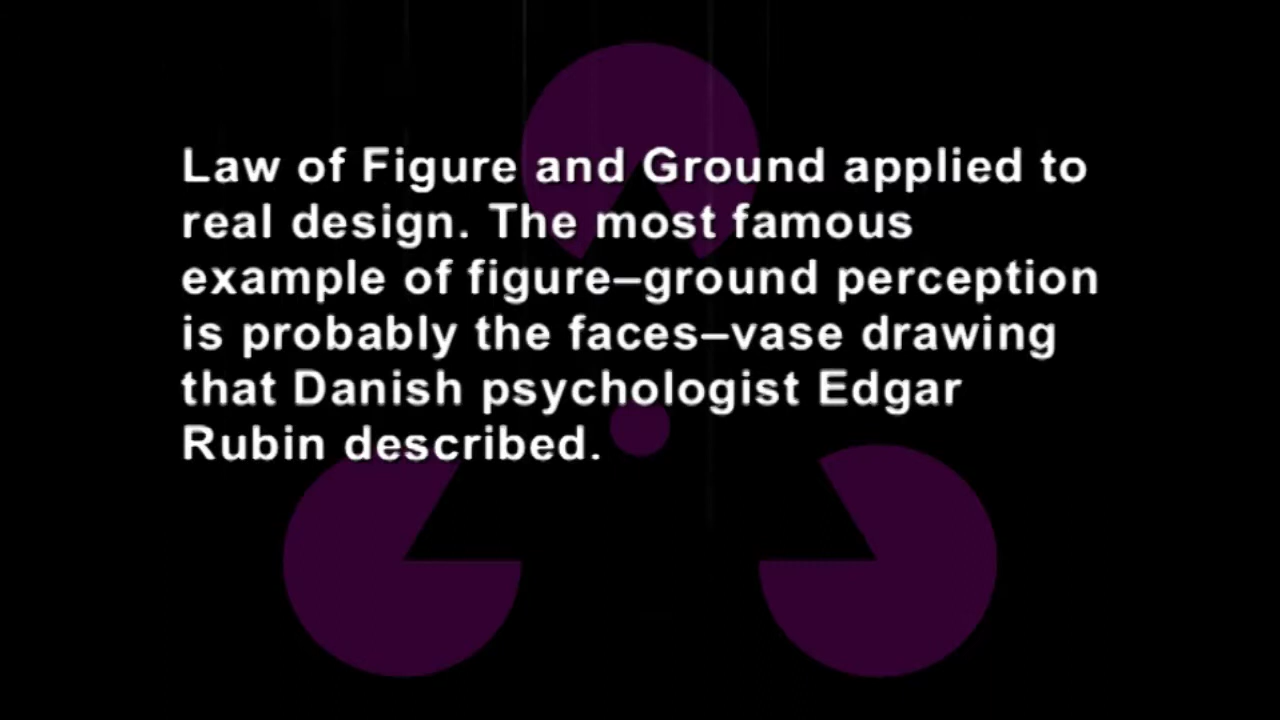 Law of Figure and Ground applied to
real design. The most famous
example of figure–ground perception
is probably the faces–vase drawing
that Danish psychologist Edgar
Rubin described.